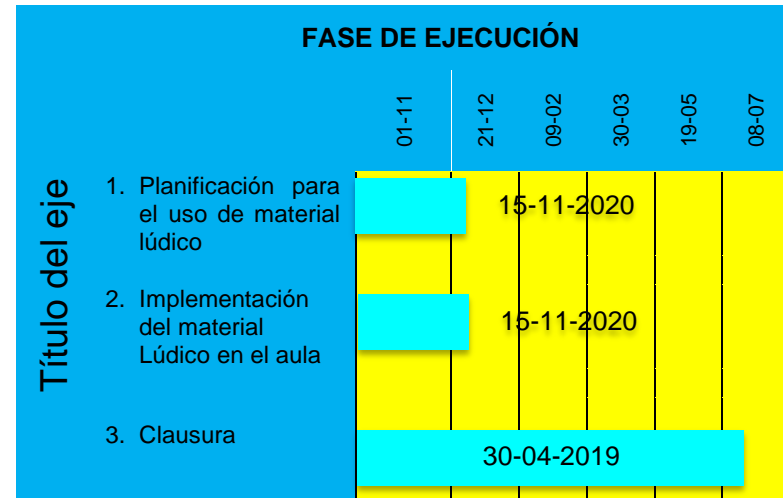 FASE DE EJECUCIÓN
01-11
21-12
09-02
30-03
19-05
08-07
Título del eje
1. Planificación para
el uso de material
lúdico
15-11-2020
2. Implementación
del material
Lúdico en el aula
15-11-2020
3. Clausura
30-04-2019